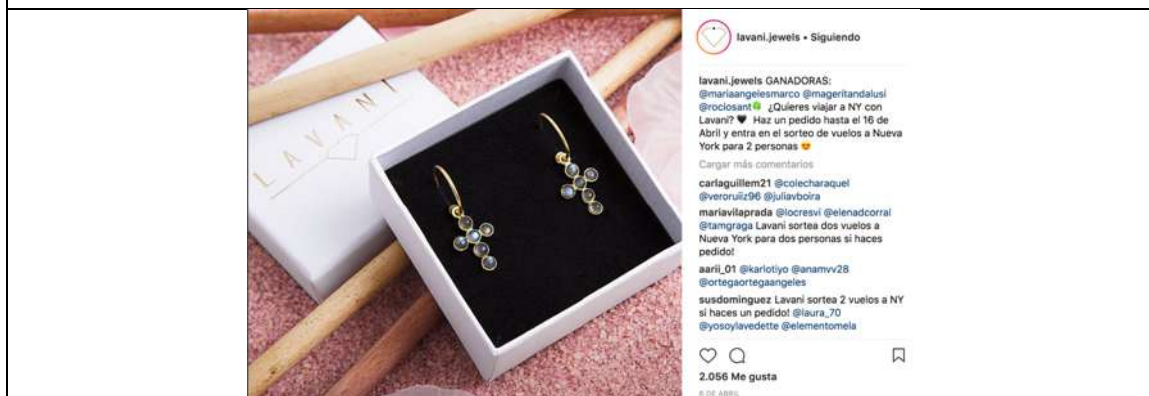 LAVANI
lavani.jewels • Siguiendo
lavani.jewels GANADORAS:
@mariaangelesmarco @mageritandalusi
@rociosant🍀 ¿Quieres viajar a NY con
Lavani? 🖤 Haz un pedido hasta el 16 de
Abril y entra en el sorteo de vuelos a Nueva
York para 2 personas 😍
Cargar más comentarios
carlaguillem21 @colecharaquel
@veroruiiz96 @juliavboira
mariavilaprada @locresvi @elenadcorral
@tamgraga Lavani sortea dos vuelos a
Nueva York para dos personas si haces
pedido!
aarii_01 @karlotiyo @anamvv28
@ortegaortegaangeles
susdominguez Lavani sortea 2 vuelos a NY
si haces un pedido! @laura_70
@yosoylavedette @elementomela
2.056 Me gusta
6 DE ABRIL